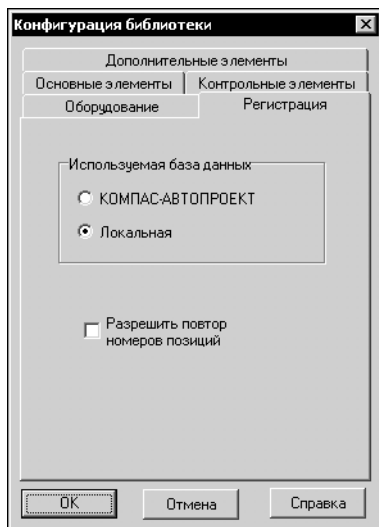 Конфигурация библиотеки
Дополнительные элементы
Основные элементы Контрольные элементы
Оборудование Регистрация
Используемая база данных
КОМПАС-АВТОПРОЕКТ
Локальная
Разрешить повтор
номеров позиций
OK Отмена Справка